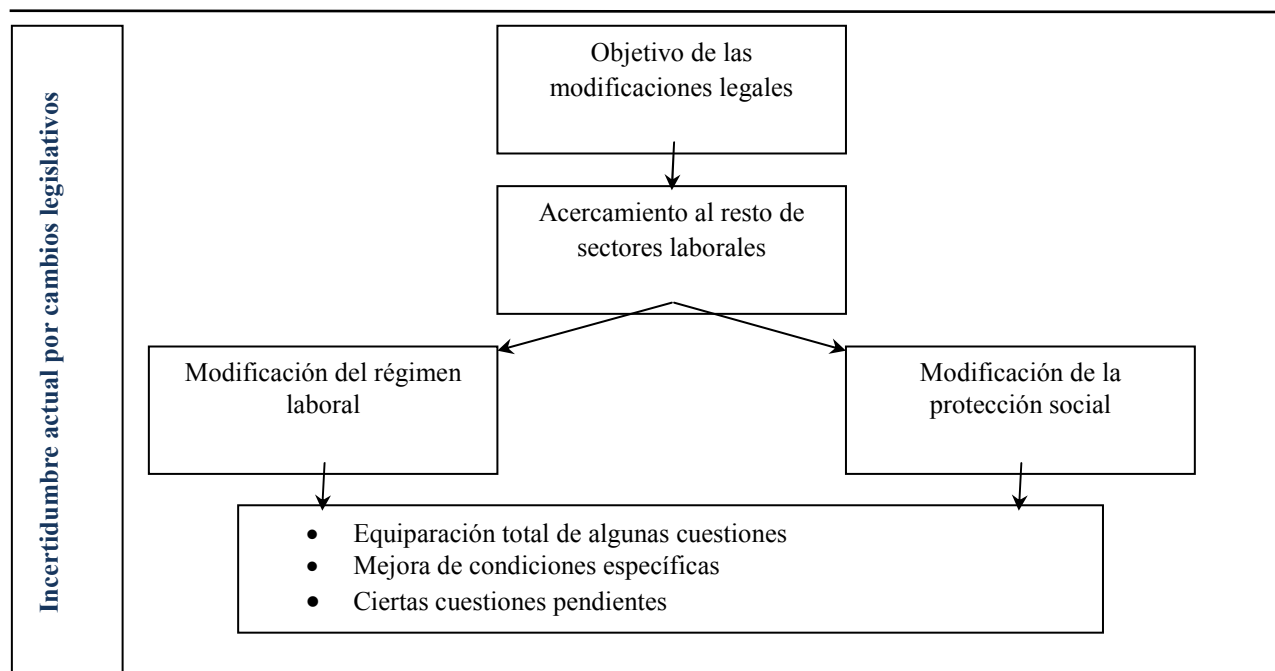 Incertidumbre actual por cambios legislativos
Objetivo de las
modificaciones legales
Acercamiento al resto de
sectores laborales
Modificación del régimen
laboral
Modificación de la
protección social
• Equiparación total de algunas cuestiones
• Mejora de condiciones específicas
• Ciertas cuestiones pendientes